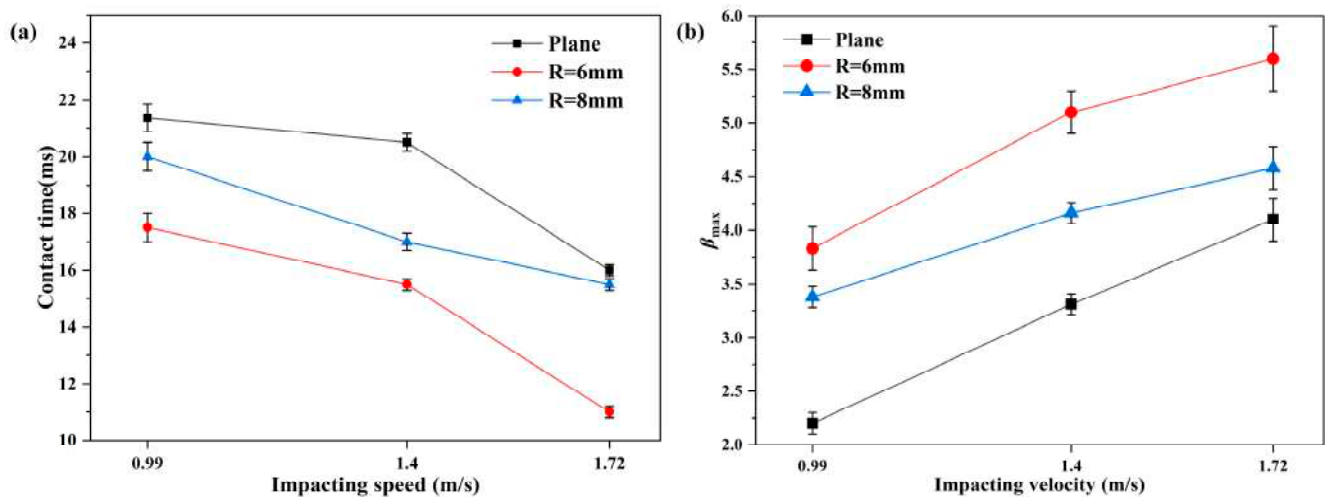 (a)
24
22
20
18
16
14
12
10
Contact time(ms)
Plane
R=6mm
R=8mm
0.99
1.4
1.72
Impacting speed (m/s)
(b)
6.0
5.5
5.0
4.5
4.0
3.5
3.0
2.5
2.0
βmax
Plane
R=6mm
R=8mm
0.99
1.4
1.72
Impacting velocity (m/s)